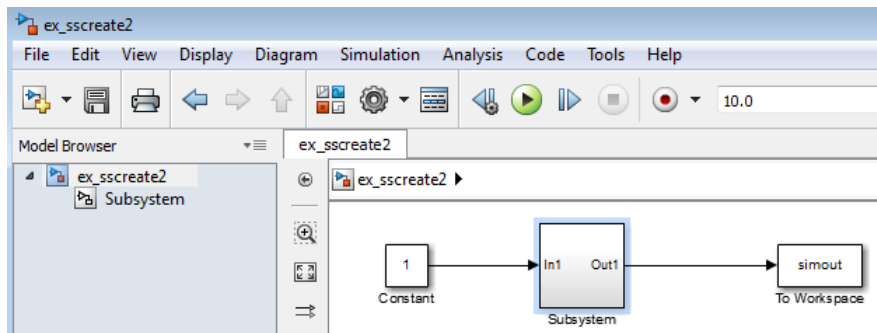 ex_sscreate2
File Edit View Display Diagram Simulation Analysis Code Tools Help
10.0
Model Browser
ex_sscreate2
ex_sscreate2
Subsystem
ex_sscreate2
1
Constant
In1 Out1
Subsystem
simout
To Workspace